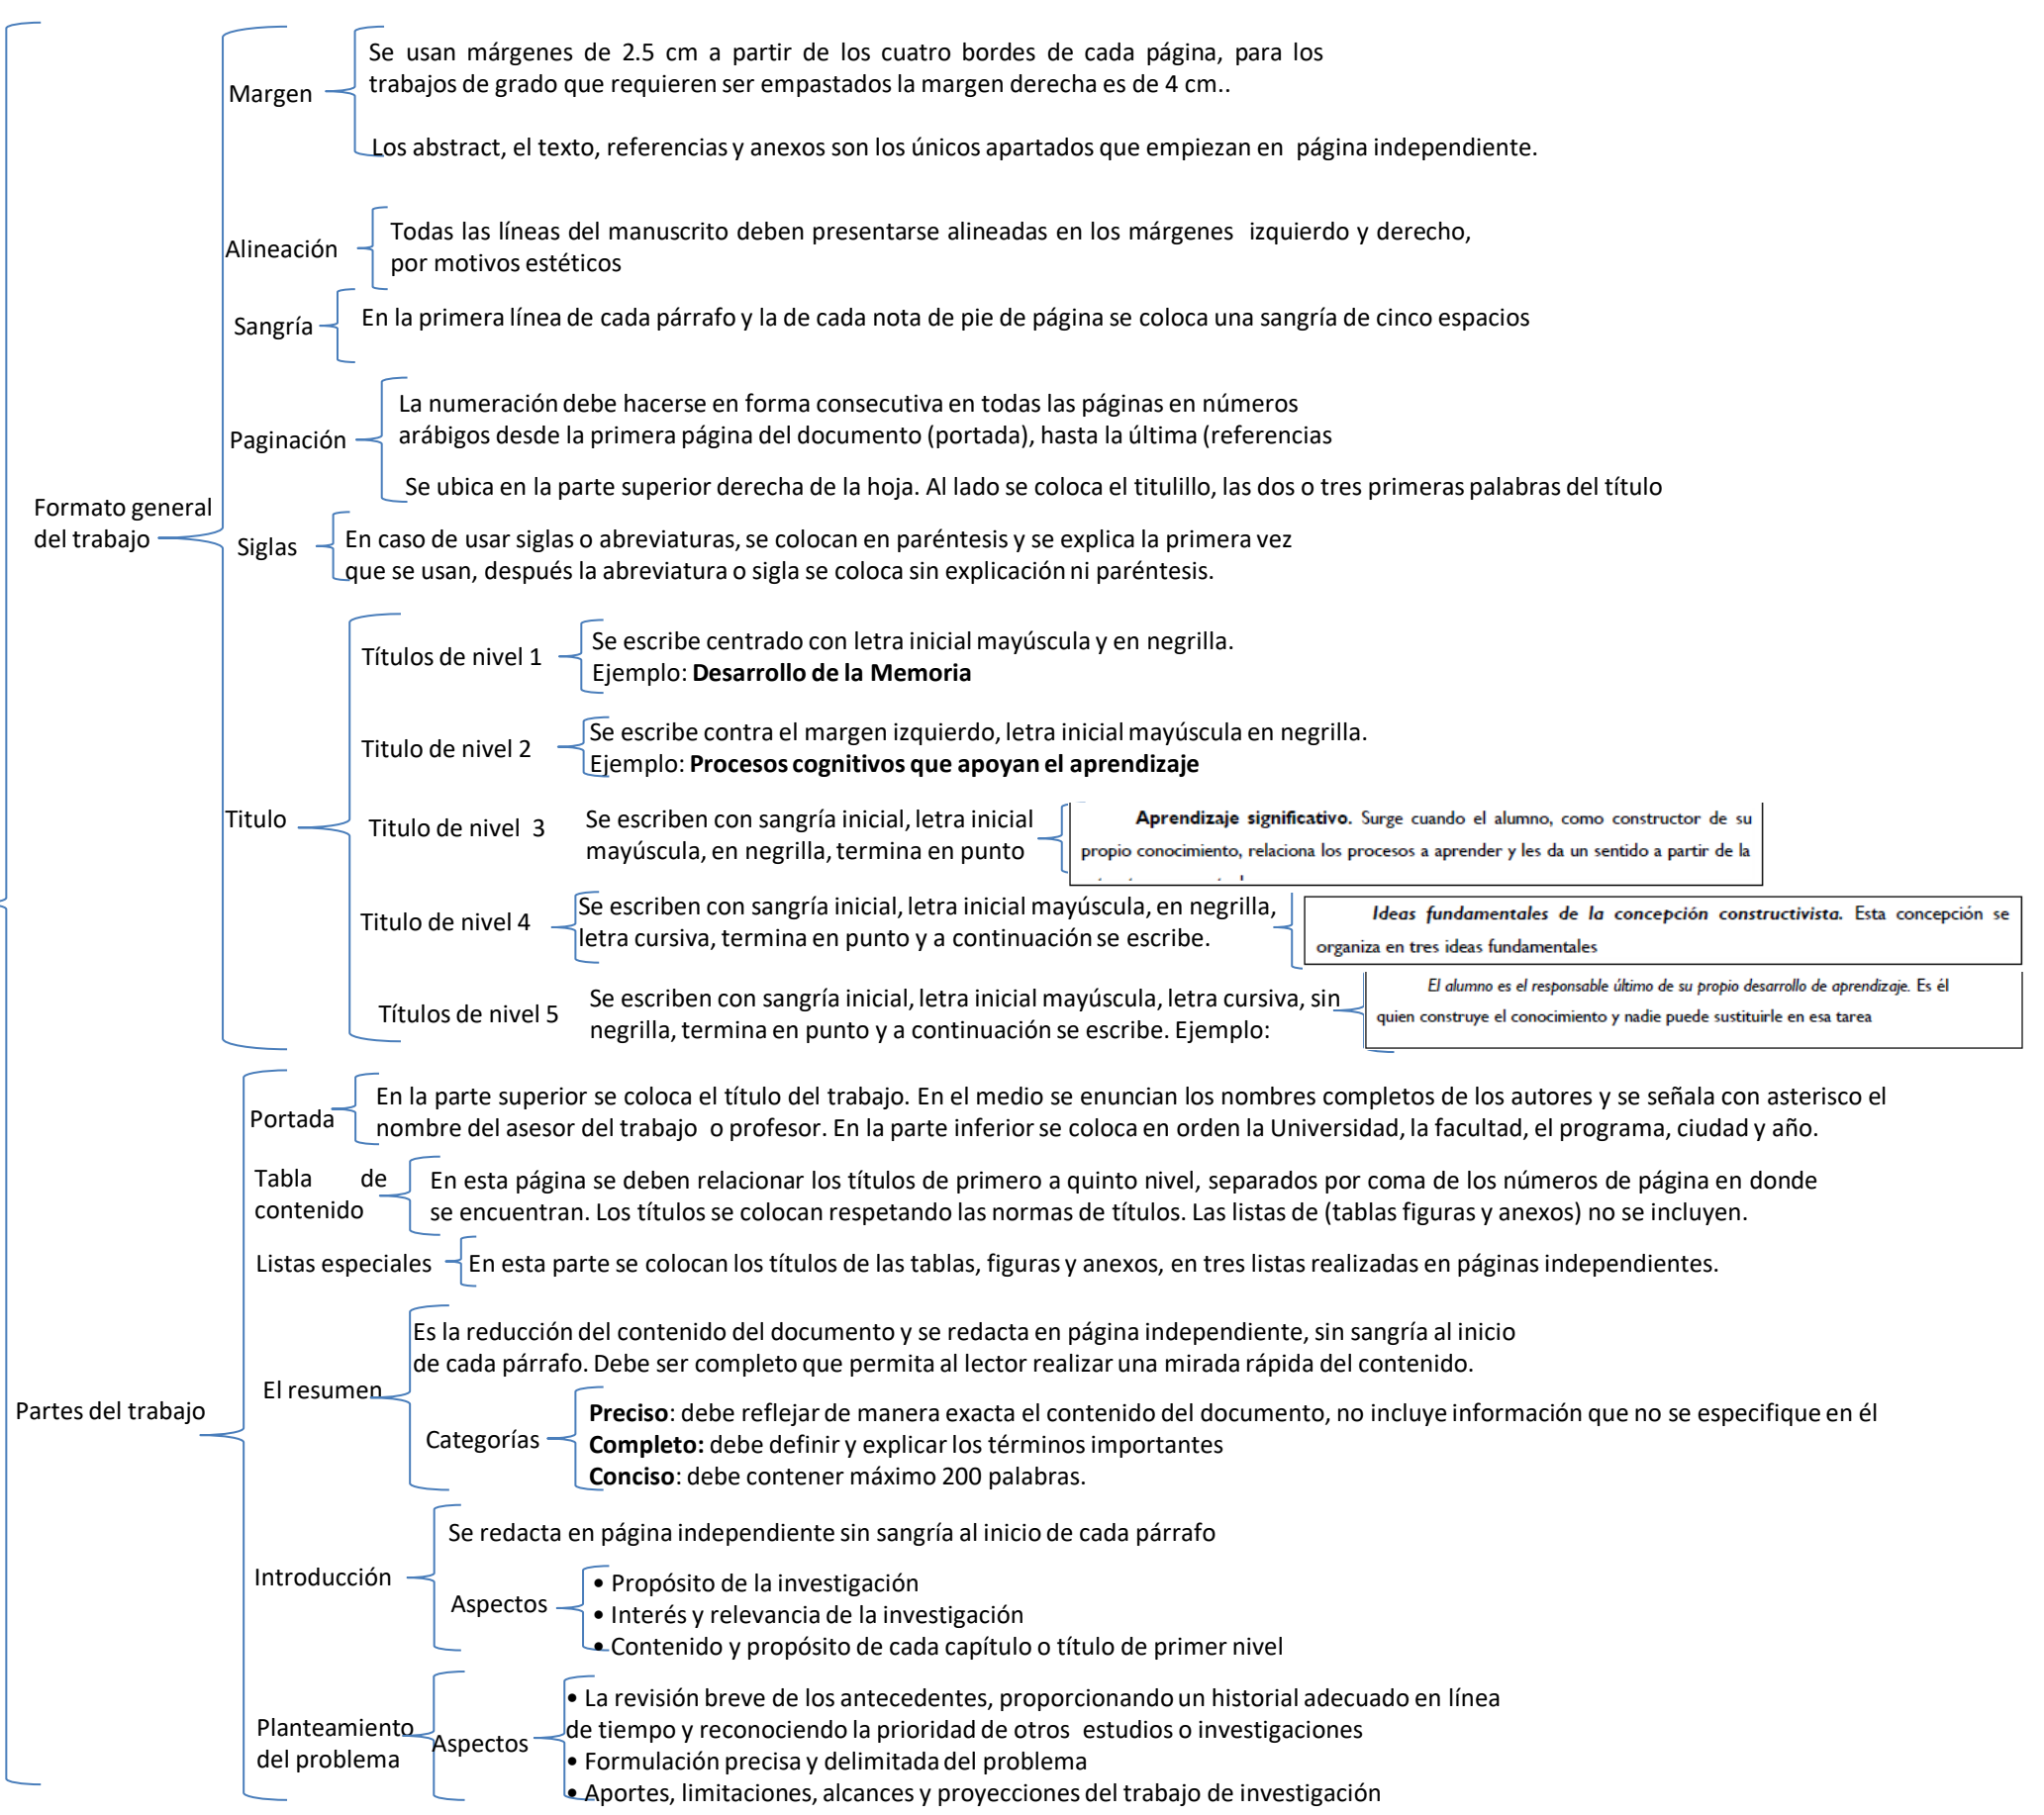 Formato general
del trabajo
Margen
Se usan márgenes de 2.5 cm a partir de los cuatro bordes de cada página, para los
trabajos de grado que requieren ser empastados la margen derecha es de 4 cm..
Los abstract, el texto, referencias y anexos son los únicos apartados que empiezan en página independiente.
Alineación
Todas las líneas del manuscrito deben presentarse alineadas en los márgenes izquierdo y derecho,
por motivos estéticos
Sangría
En la primera línea de cada párrafo y la de cada nota de pie de página se coloca una sangría de cinco espacios
Paginación
La numeración debe hacerse en forma consecutiva en todas las páginas en números
arábigos desde la primera página del documento (portada), hasta la última (referencias
Se ubica en la parte superior derecha de la hoja. Al lado se coloca el titulillo, las dos o tres primeras palabras del título
Siglas
En caso de usar siglas o abreviaturas, se colocan en paréntesis y se explica la primera vez
que se usan, después la abreviatura o sigla se coloca sin explicación ni paréntesis.
Titulo
Títulos de nivel 1
Se escribe centrado con letra inicial mayúscula y en negrilla.
Ejemplo: Desarrollo de la Memoria
Titulo de nivel 2
Se escribe contra el margen izquierdo, letra inicial mayúscula en negrilla.
Ejemplo: Procesos cognitivos que apoyan el aprendizaje
Titulo de nivel 3
Se escriben con sangría inicial, letra inicial
mayúscula, en negrilla, termina en punto
Aprendizaje significativo. Surge cuando el alumno, como constructor de su
propio conocimiento, relaciona los procesos a aprender y les da un sentido a partir de la
Titulo de nivel 4
Se escriben con sangría inicial, letra inicial mayúscula, en negrilla,
letra cursiva, termina en punto y a continuación se escribe.
Ideas fundamentales de la concepción constructivista. Esta concepción se
organiza en tres ideas fundamentales
Títulos de nivel 5
Se escriben con sangría inicial, letra inicial mayúscula, letra cursiva, sin
negrilla, termina en punto y a continuación se escribe. Ejemplo:
El alumno es el responsable último de su propio desarrollo de aprendizaje. Es él
quien construye el conocimiento y nadie puede sustituirle en esa tarea
Partes del trabajo
Portada
En la parte superior se coloca el título del trabajo. En el medio se enuncian los nombres completos de los autores y se señala con asterisco el
nombre del asesor del trabajo o profesor. En la parte inferior se coloca en orden la Universidad, la facultad, el programa, ciudad y año.
Tabla de
contenido
En esta página se deben relacionar los títulos de primero a quinto nivel, separados por coma de los números de página en donde
se encuentran. Los títulos se colocan respetando las normas de títulos. Las listas de (tablas figuras y anexos) no se incluyen.
Listas especiales
En esta parte se colocan los títulos de las tablas, figuras y anexos, en tres listas realizadas en páginas independientes.
El resumen
Es la reducción del contenido del documento y se redacta en página independiente, sin sangría al inicio
de cada párrafo. Debe ser completo que permita al lector realizar una mirada rápida del contenido.
Categorías
Preciso: debe reflejar de manera exacta el contenido del documento, no incluye información que no se especifique en él
Completo: debe definir y explicar los términos importantes
Conciso: debe contener máximo 200 palabras.
Introducción
Se redacta en página independiente sin sangría al inicio de cada párrafo
Aspectos
• Propósito de la investigación
• Interés y relevancia de la investigación
• Contenido y propósito de cada capítulo o título de primer nivel
Planteamiento
del problema
Aspectos
• La revisión breve de los antecedentes, proporcionando un historial adecuado en línea
de tiempo y reconociendo la prioridad de otros estudios o investigaciones
• Formulación precisa y delimitada del problema
• Aportes, limitaciones, alcances y proyecciones del trabajo de investigación